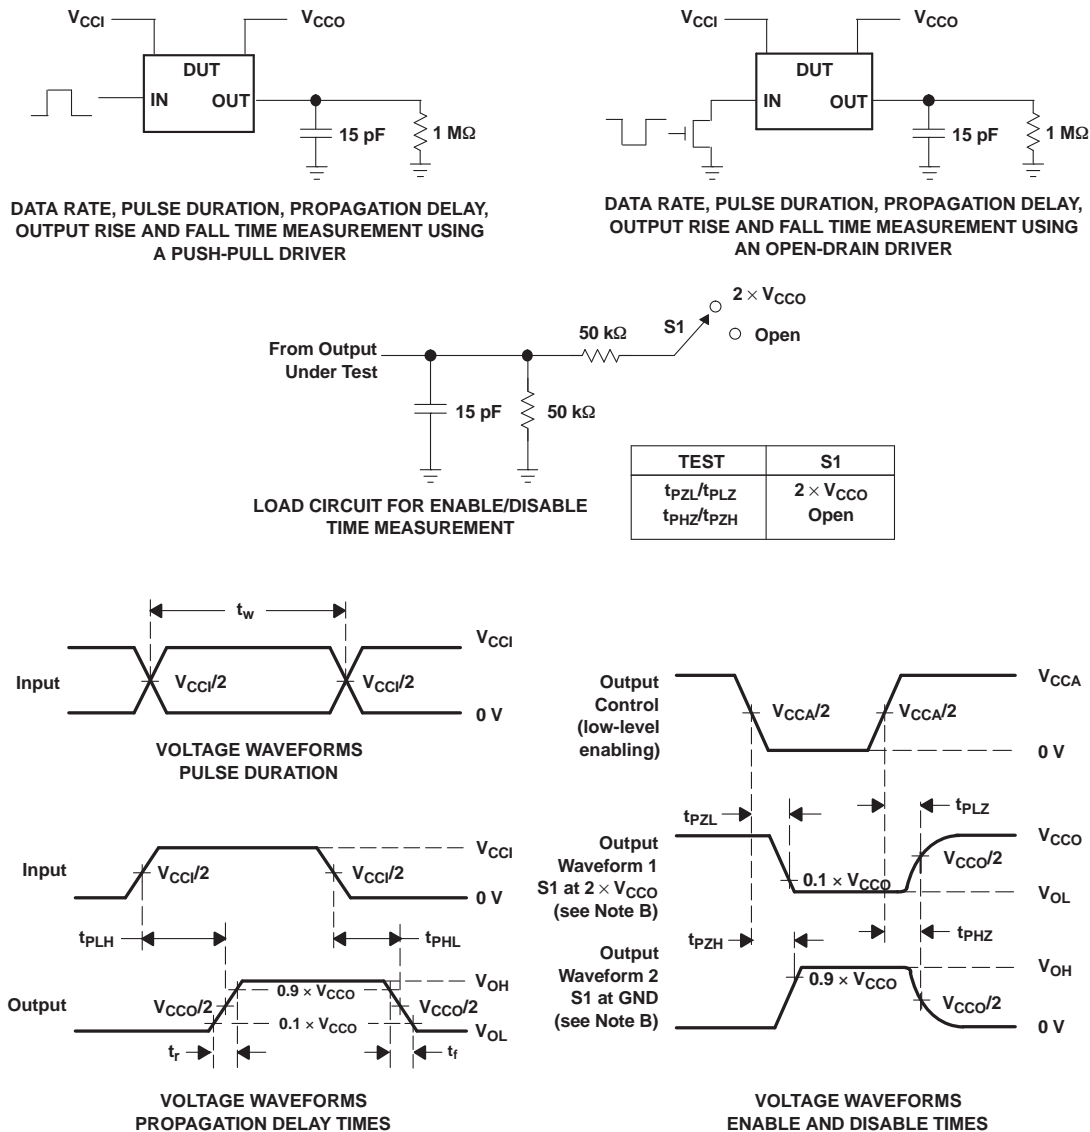 VCCI
VCCO
DUT
IN
OUT
15 pF
1 MΩ
DATA RATE, PULSE DURATION, PROPAGATION DELAY,
OUTPUT RISE AND FALL TIME MEASUREMENT USING
A PUSH-PULL DRIVER
VCCI
VCCO
DUT
IN
OUT
15 pF
1 MΩ
DATA RATE, PULSE DURATION, PROPAGATION DELAY,
OUTPUT RISE AND FALL TIME MEASUREMENT USING
AN OPEN-DRAIN DRIVER
From Output
Under Test
15 pF
50 kΩ
50 kΩ
S1
2 × VCCO
Open
LOAD CIRCUIT FOR ENABLE/DISABLE
TIME MEASUREMENT
TEST S1
tPZL/tPLZ 2 × VCCO
tPHZ/tPZH Open
tw
Input
VCCI
VCCI/2
VCCI/2
0 V
VOLTAGE WAVEFORMS
PULSE DURATION
Input
VCCI
VCCI/2
VCCI/2
0 V
tPLH
tPHL
Output
VOH
0.9 × VCCO
VCCO/2
VCCO/2
0.1 × VCCO
VOL
tr
tf
VOLTAGE WAVEFORMS
PROPAGATION DELAY TIMES
Output
Control
(low-level
enabling)
VCCA
VCCA/2
VCCA/2
0 V
tPZL
tPLZ
Output
Waveform 1
S1 at 2 × VCCO
(see Note B)
VCCO
VCCO/2
0.1 × VCCO
VOL
tPZH
tPHZ
Output
Waveform 2
S1 at GND
(see Note B)
VOH
0.9 × VCCO
VCCO/2
0 V
VOLTAGE WAVEFORMS
ENABLE AND DISABLE TIMES